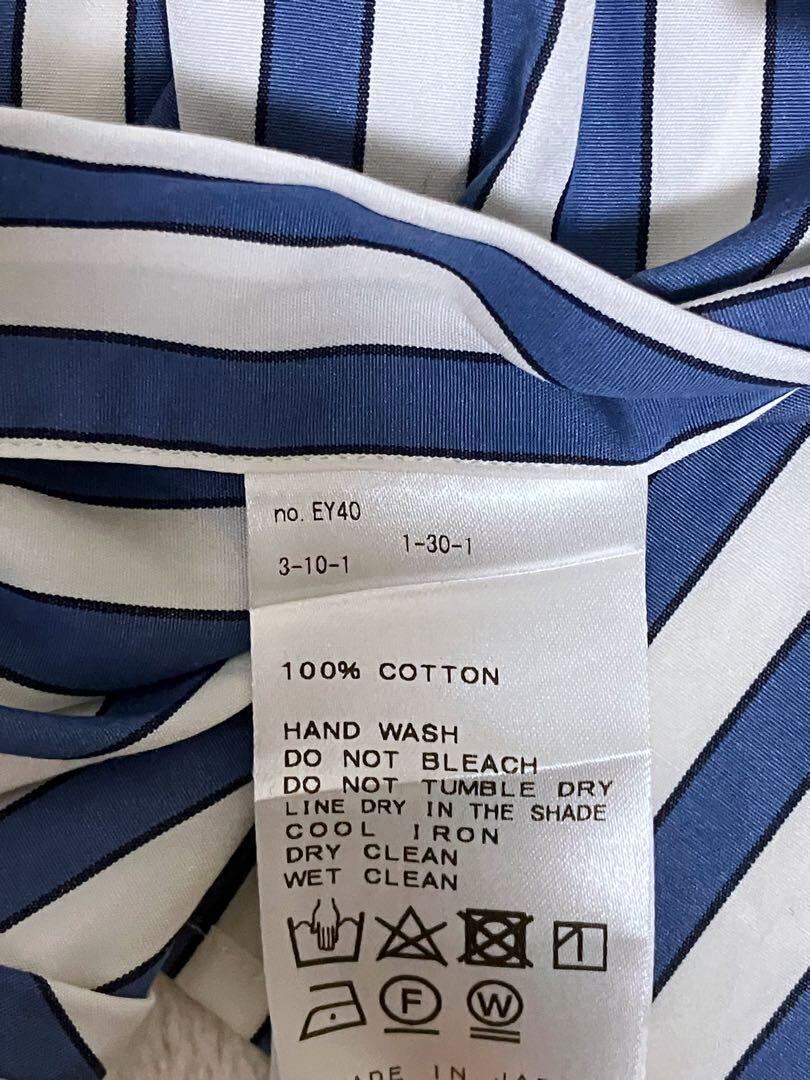 no. EY40
1-30-1
3-10-1
100% COTTON
HAND WASH
DO NOT BLEACH
DO NOT TUMBLE DRY
LINE DRY IN THE SHADE
COOL IRON
DRY CLEAN
WET CLEAN
F W
IN